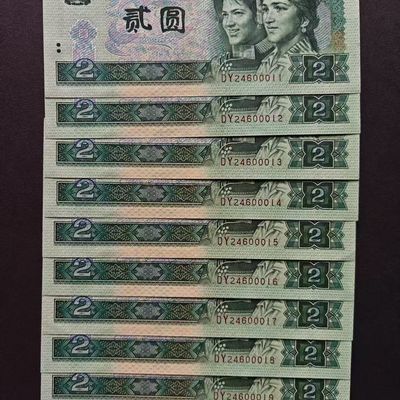 贰圆
2 DY24600011 2
2 DY24600012 2
2 DY24600013 2
2 DY24600014 2
2 DY24600015 2
2 DY24600016 2
2 DY24600017 2
2 DY24600018 2
2 DY24600019 2